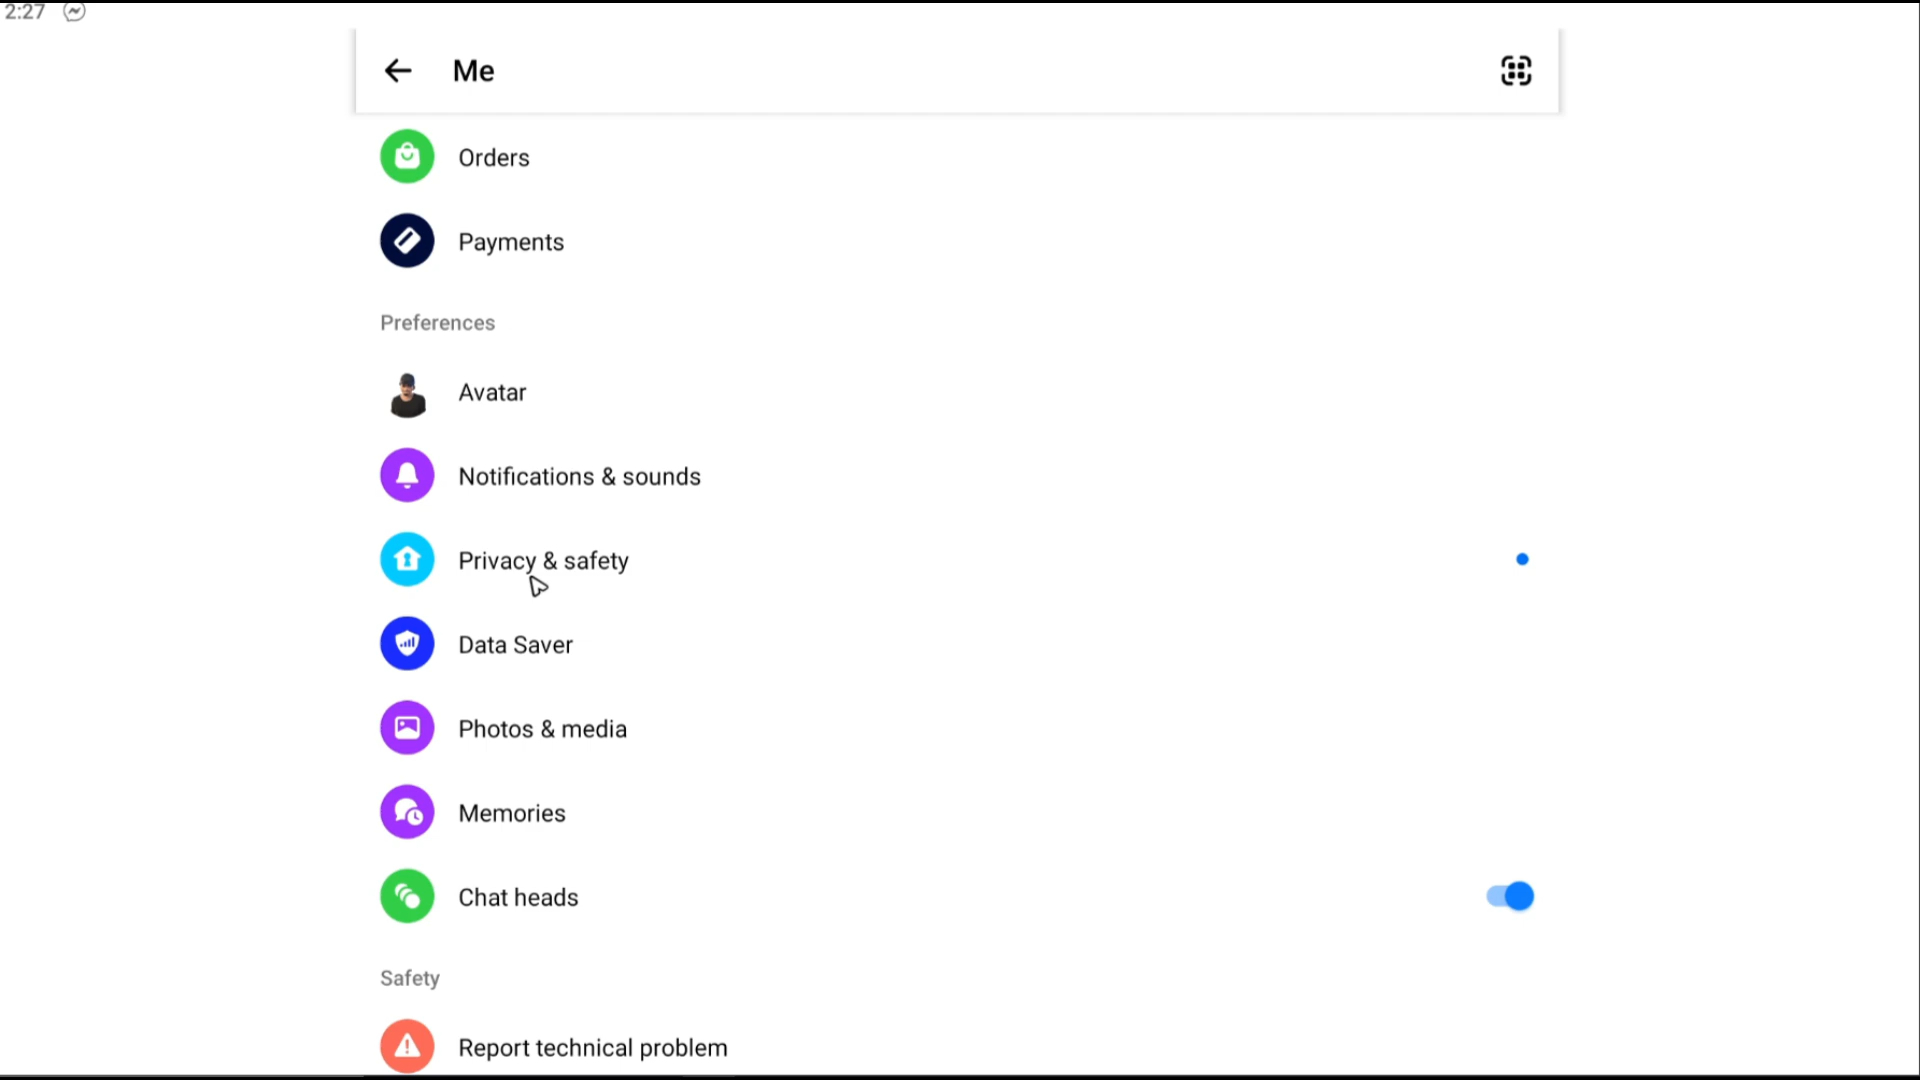 2:27
Me
Orders
Payments
Preferences
Avatar
Notifications & sounds
Privacy & safety
Data Saver
Photos & media
Memories
Chat heads
Safety
Report technical problem